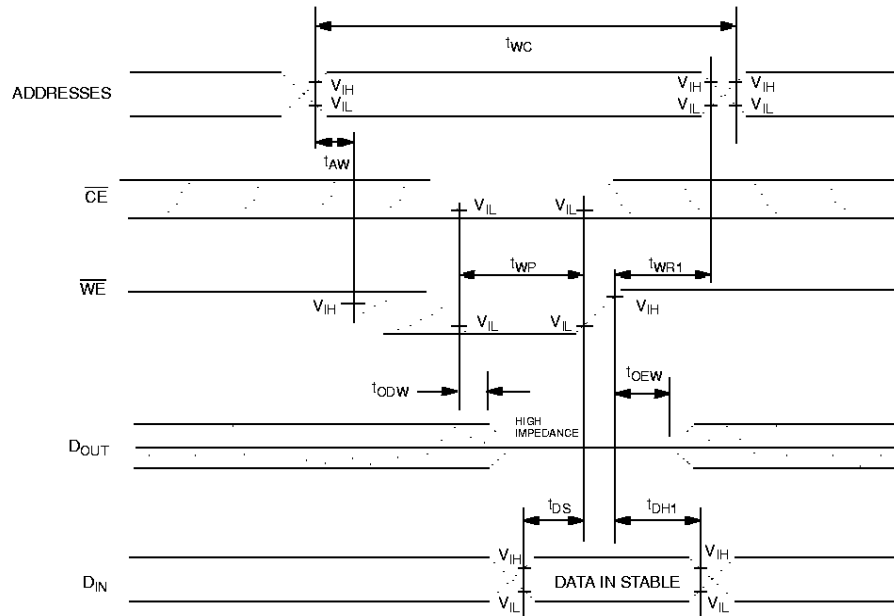 tWC
ADDRESSES
VIH VIH VIH
VIL VIL VIL
tAW
CE
VIL VIL
tWP tWR1
WE
VIH VIH
VIL VIL
tODW tOEW
HIGH
IMPEDANCE
DOUT
tDS tDH1
VIH VIH
DIN DATA IN STABLE
VIL VIL